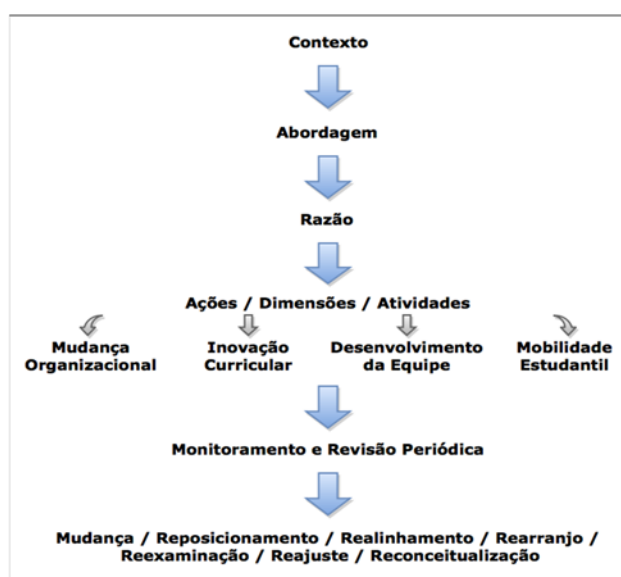 Contexto
Abordagem
Razão
Ações / Dimensões / Atividades
Mudança Organizacional
Inovação Curricular
Desenvolvimento da Equipe
Mobilidade Estudantil
Monitoramento e Revisão Periódica
Mudança / Reposicionamento / Realinhamento / Rearranjo /
Reexaminação / Reajuste / Reconceitualização